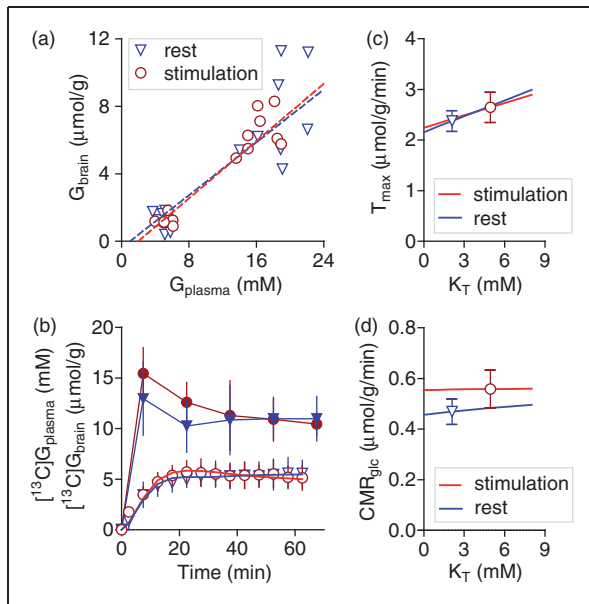 (a)
rest
stimulation
G_brain (μmol/g)
12
8
4
0
0 8 16 24
G_plasma (mM)
(c)
T_max (μmol/g/min)
4
3
2
1
0
stimulation
rest
0 3 6 9
K_T (mM)
(b)
[¹³C]G_plasma (mM)
[¹³C]G_brain (μmol/g)
20
15
10
5
0
0 20 40 60
Time (min)
(d)
CMR_glc (μmol/g/min)
0.8
0.6
0.4
0.2
0.0
stimulation
rest
0 3 6 9
K_T (mM)